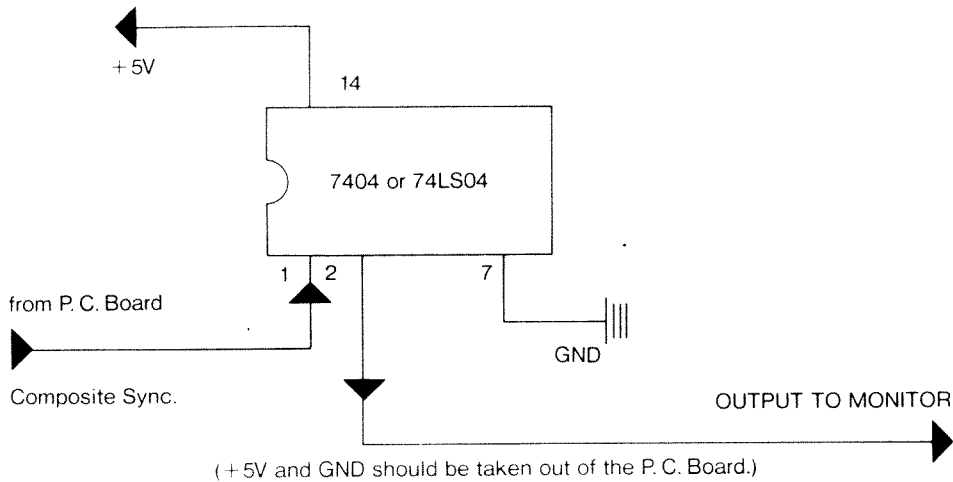 +5V
14
7404 or 74LS04
1 2 7
from P. C. Board
GND
Composite Sync.
OUTPUT TO MONITOR
(+5V and GND should be taken out of the P. C. Board.)